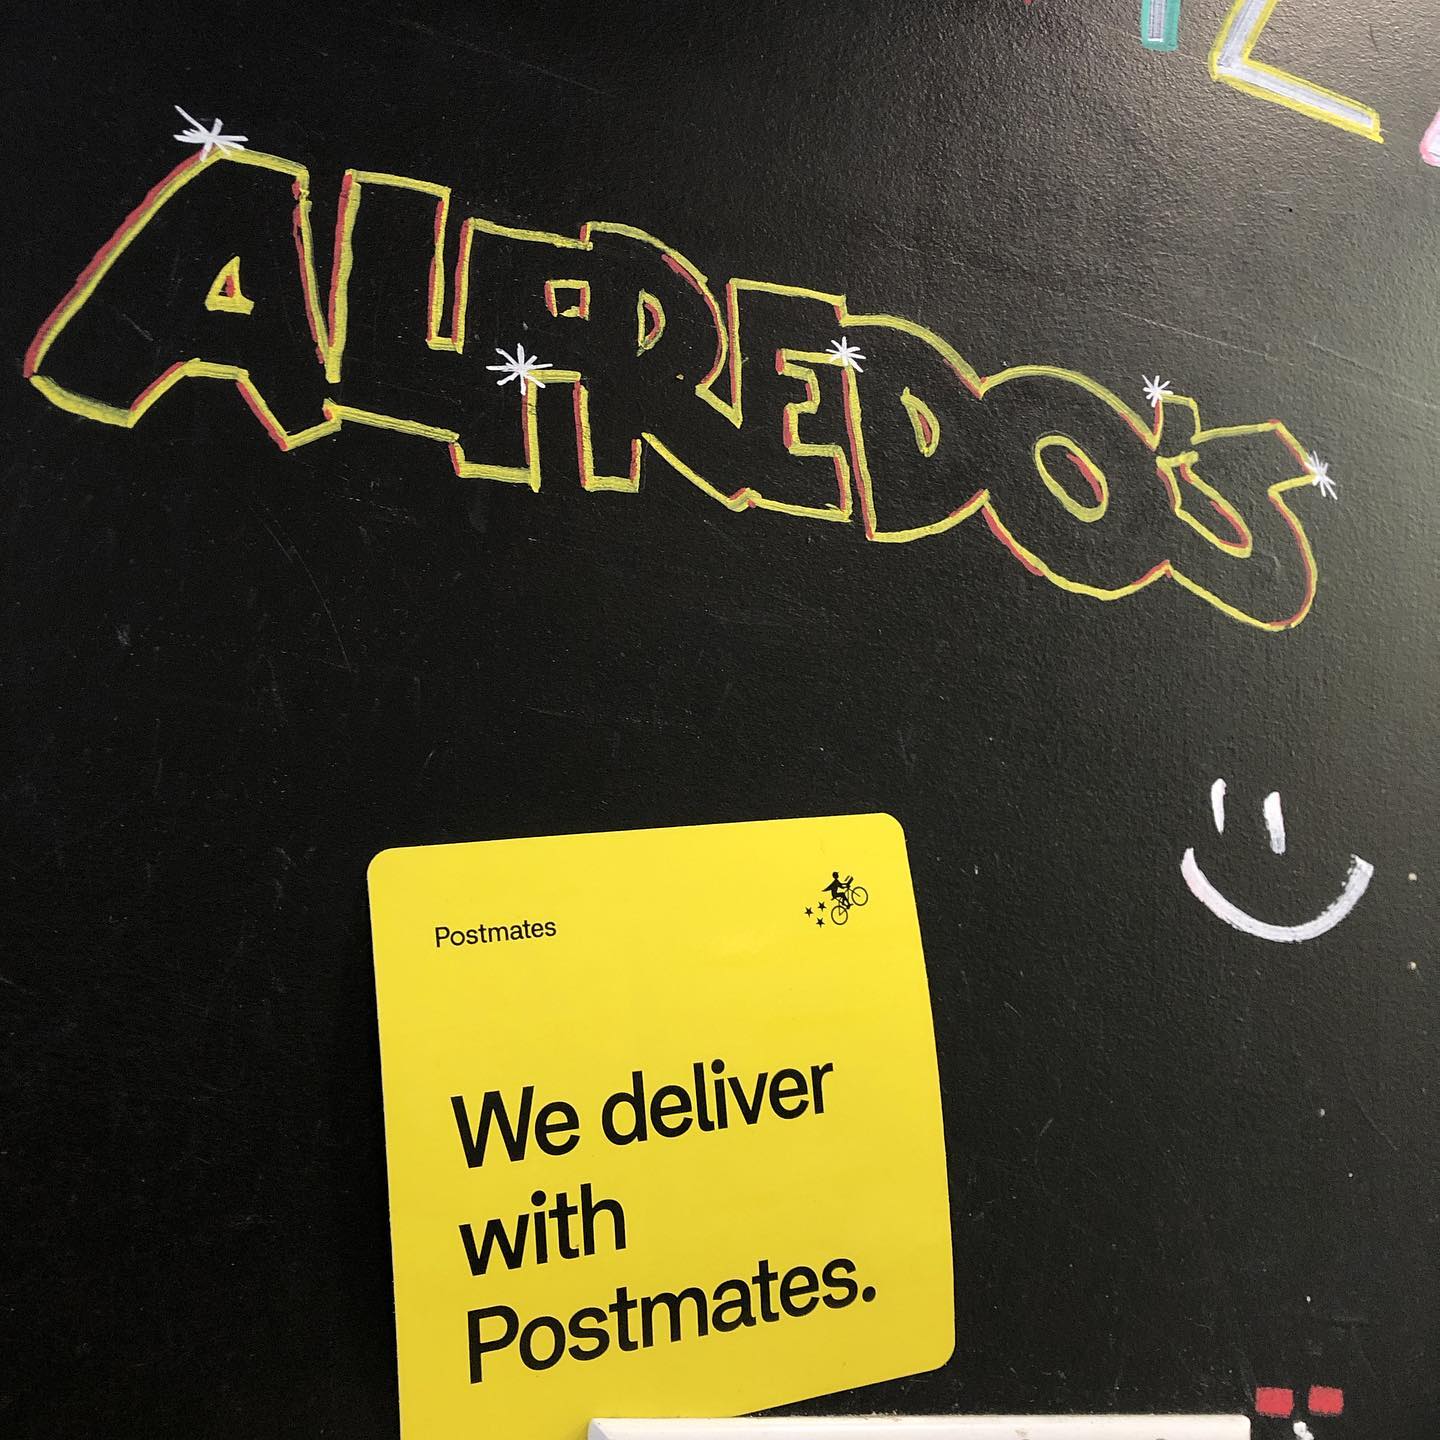 ALFREDO'S
Postmates
We deliver
with
Postmates.